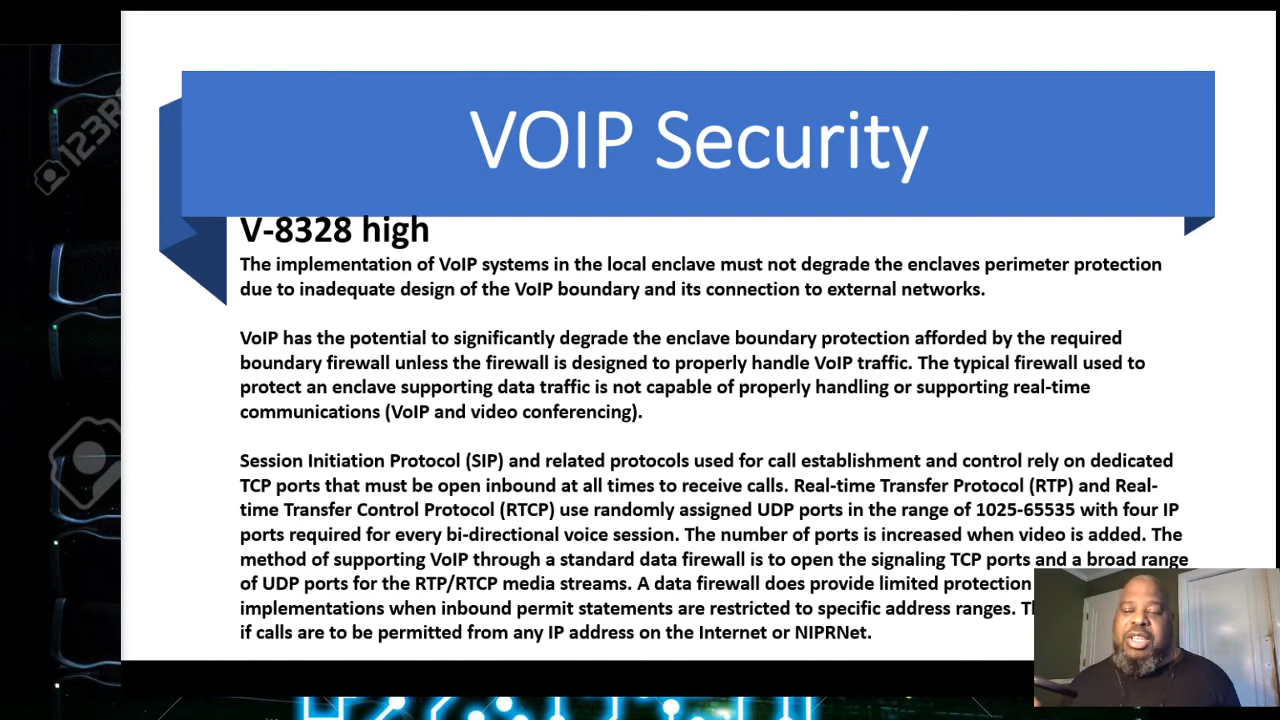 VOIP Security
V-8328 high
The implementation of VoIP systems in the local enclave must not degrade the enclaves perimeter protection
due to inadequate design of the VoIP boundary and its connection to external networks.
VoIP has the potential to significantly degrade the enclave boundary protection afforded by the required
boundary firewall unless the firewall is designed to properly handle VoIP traffic. The typical firewall used to
protect an enclave supporting data traffic is not capable of properly handling or supporting real-time
communications (VoIP and video conferencing).
Session Initiation Protocol (SIP) and related protocols used for call establishment and control rely on dedicated
TCP ports that must be open inbound at all times to receive calls. Real-time Transfer Protocol (RTP) and Real-
time Transfer Control Protocol (RTCP) use randomly assigned UDP ports in the range of 1025-65535 with four IP
ports required for every bi-directional voice session. The number of ports is increased when video is added. The
method of supporting VoIP through a standard data firewall is to open the signaling TCP ports and a broad range
of UDP ports for the RTP/RTCP media streams. A data firewall does provide limited protection
implementations when inbound permit statements are restricted to specific address ranges.
if calls are to be permitted from any IP address on the Internet or NIPRNet.